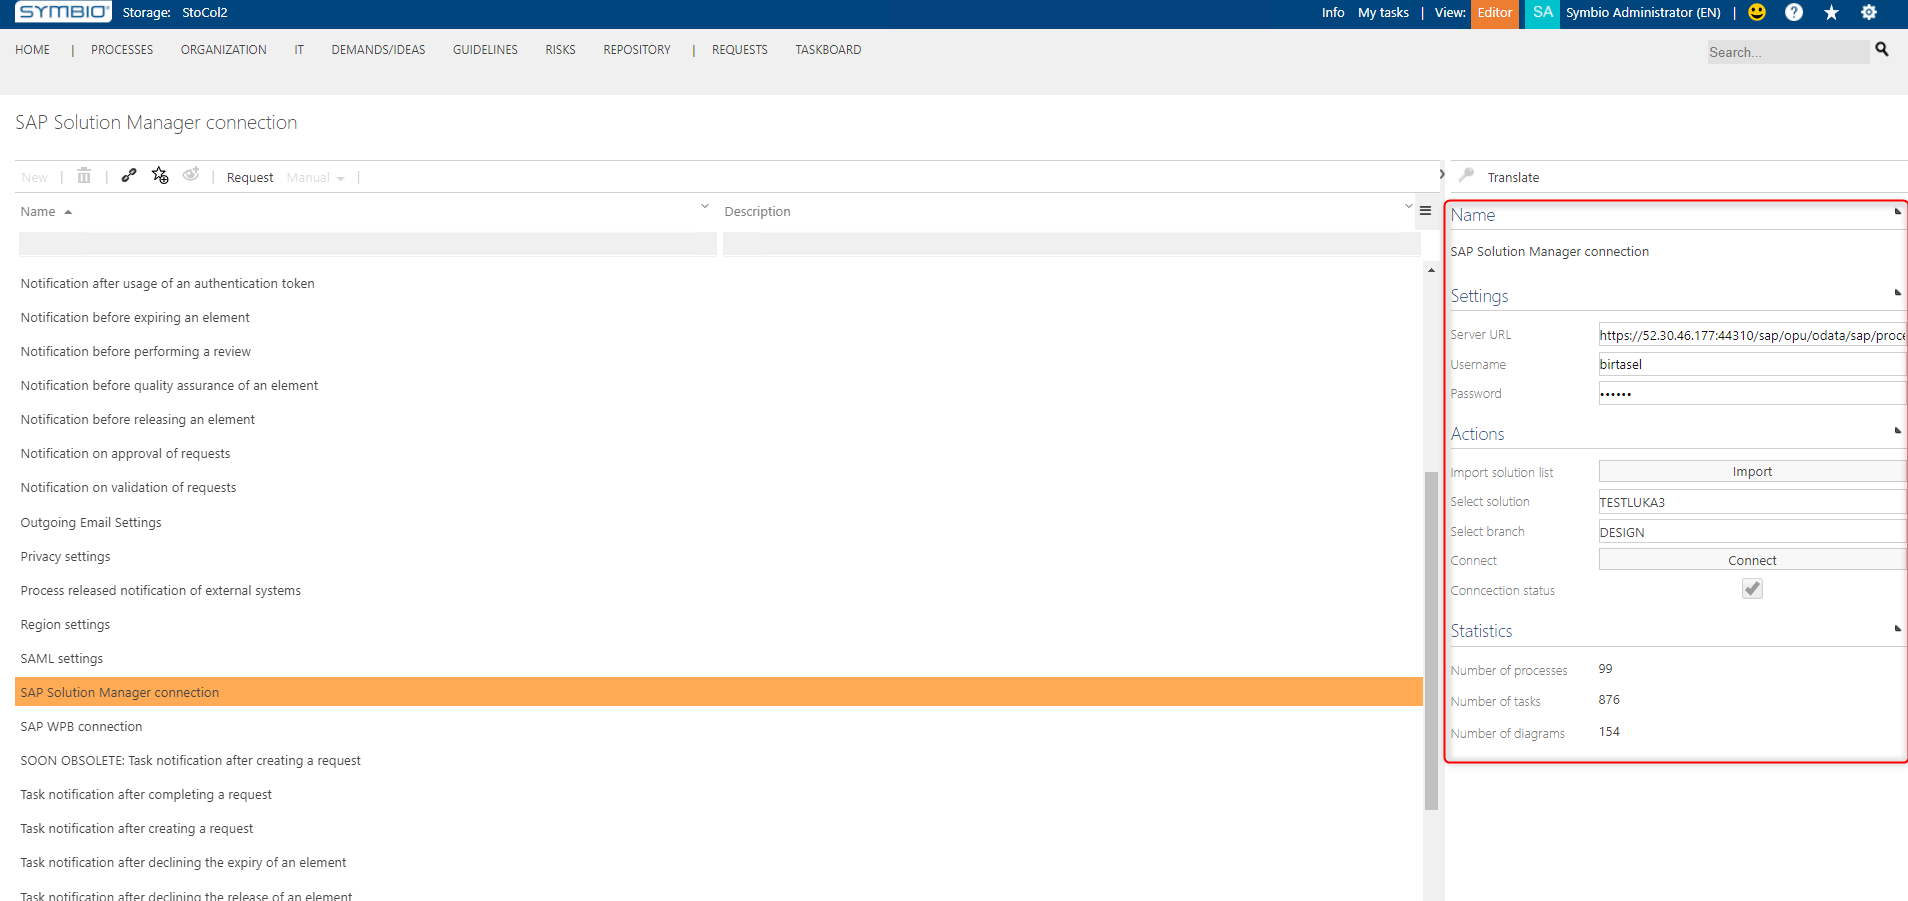 SYMBIO Storage: StoCol2 Info My tasks | View: Editor SA Symbio Administrator (EN) |
HOME | PROCESSES ORGANIZATION IT DEMANDS/IDEAS GUIDELINES RISKS REPOSITORY | REQUESTS TASKBOARD Search...
SAP Solution Manager connection
New | | | Request Manual |
Name Description
Notification after usage of an authentication token
Notification before expiring an element
Notification before performing a review
Notification before quality assurance of an element
Notification before releasing an element
Notification on approval of requests
Notification on validation of requests
Outgoing Email Settings
Privacy settings
Process released notification of external systems
Region settings
SAML settings
SAP Solution Manager connection
SAP WPB connection
SOON OBSOLETE: Task notification after creating a request
Task notification after completing a request
Task notification after creating a request
Task notification after declining the expiry of an element
Task notification after declining the release of an element
Translate
Name
SAP Solution Manager connection
Settings
Server URL https://52.30.46.177:44310/sap/opu/odata/sap/proce
Username birtasel
Password ••••••
Actions
Import solution list Import
Select solution TESTLUKA3
Select branch DESIGN
Connect Connect
Conncection status
Statistics
Number of processes 99
Number of tasks 876
Number of diagrams 154